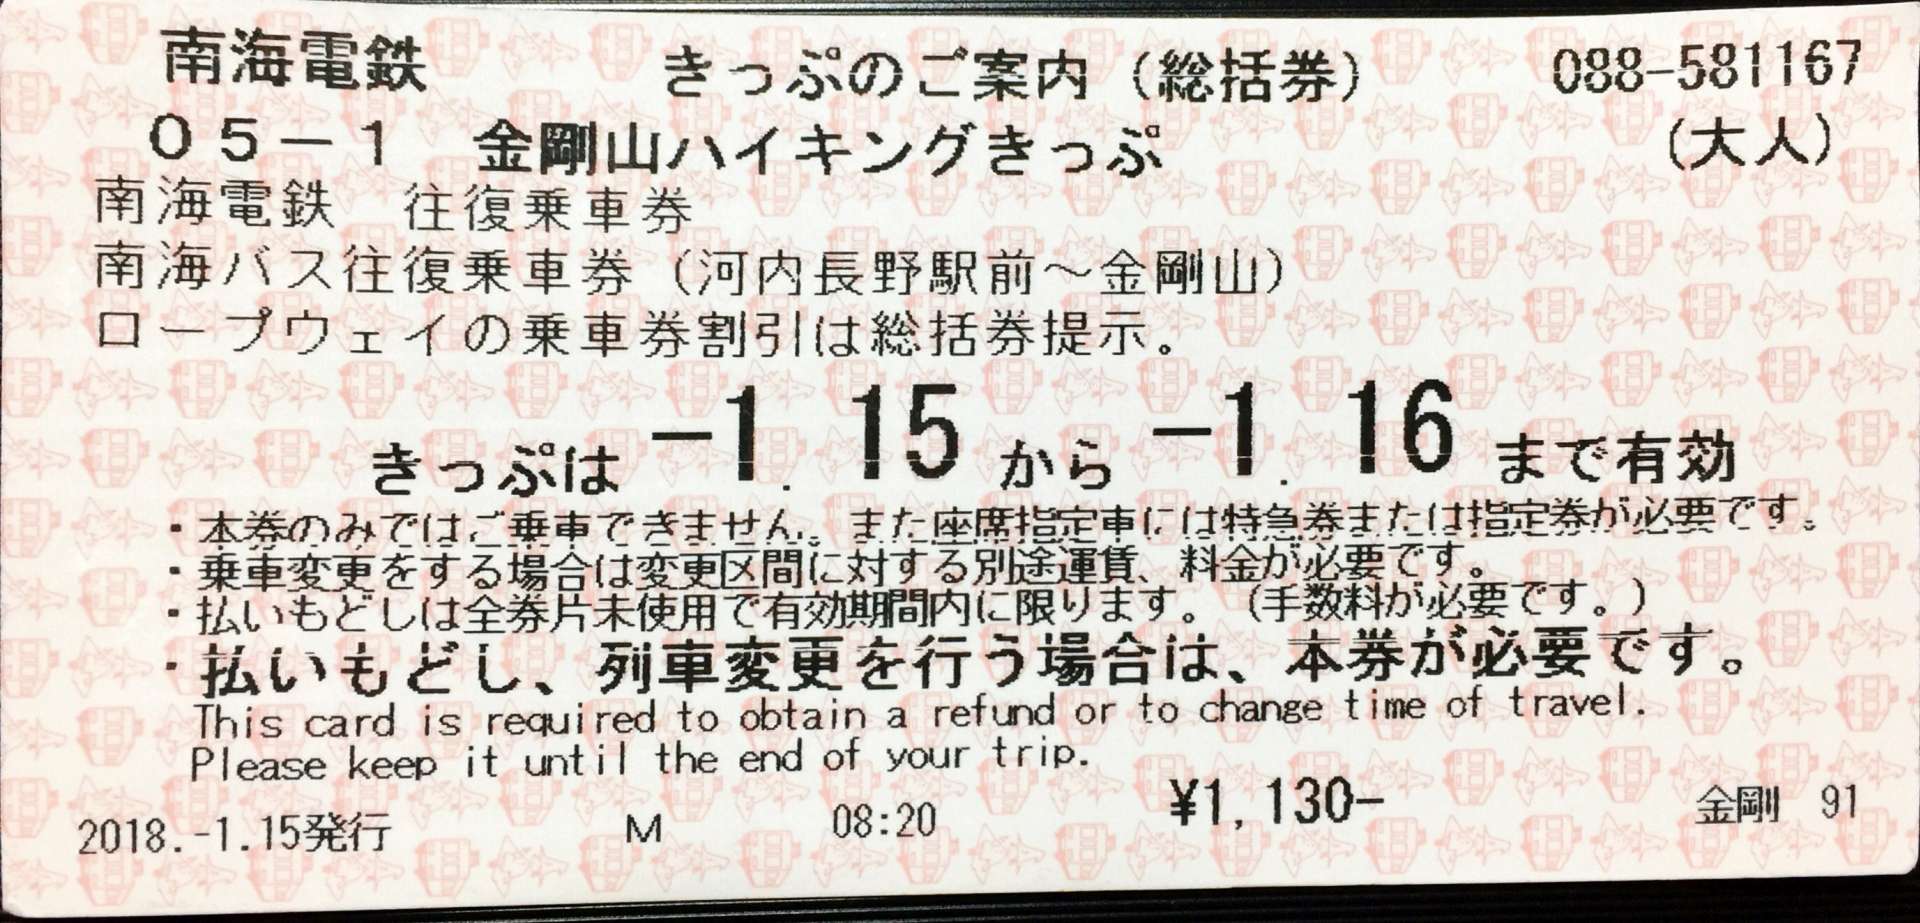 南海電鉄 きっぷのご案内（総括券） 088-581167
05-1 金剛山ハイキングきっぷ （大人）
南海電鉄 往復乗車券
南海バス往復乗車券（河内長野駅前～金剛山）
ロープウェイの乗車券割引は総括券提示。
きっぷは -1. 15 から -1. 16 まで有効
・本券のみではご乗車できません。また座席指定車には特急券または指定券が必要です。
・乗車変更をする場合は変更区間に対する別途運賃、料金が必要です。
・払いもどしは全券片未使用で有効期間内に限ります。（手数料が必要です。）
・払いもどし、列車変更を行う場合は、本券が必要です。
This card is required to obtain a refund or to change time of travel.
Please keep it until the end of your trip.
2018.-1.15発行 M 08:20 ¥1,130- 金剛 91